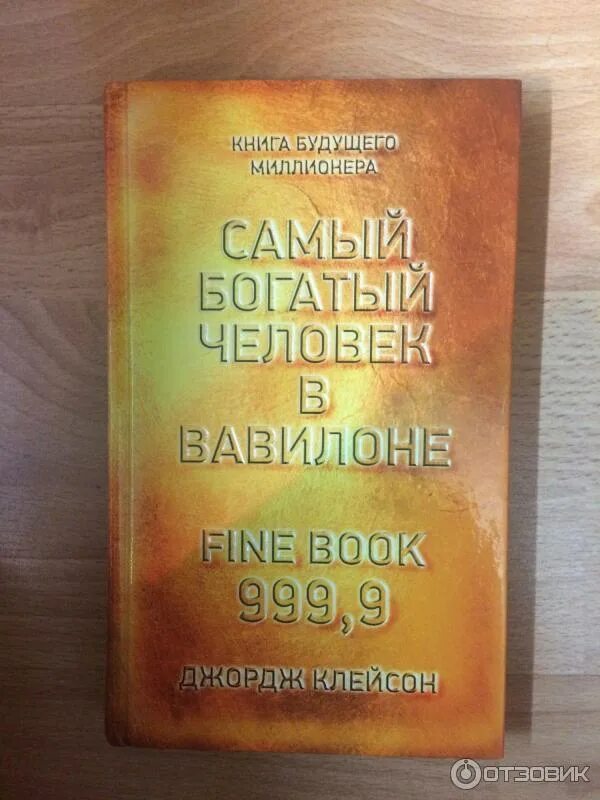 КНИГА БУДУЩЕГО
МИЛЛИОНЕРА
САМЫЙ
БОГАТЫЙ
ЧЕЛОВЕК
В
ВАВИЛОНЕ
FINE BOOK
999,9
ДЖОРДЖ КЛЕЙСОН
ОТЗОВИК